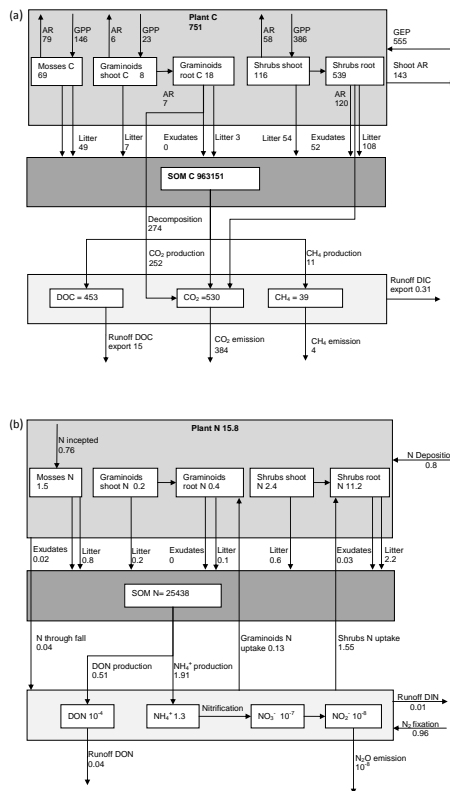 (a)
Plant C
751
AR
79
GPP
146
AR
6
GPP
23
AR
58
GPP
386
GEP
555
Shoot AR
143
Mosses C
69
Graminoids
shoot C 8
Graminoids
root C 18
Shrubs shoot
116
Shrubs root
539
AR
7
AR
120
Litter
49
Litter
7
Exudates
0
Litter 3
Litter 54
Exudates
52
Litter
108
SOM C 963151
Decomposition
274
CO₂ production
252
CH₄ production
11
DOC = 453
CO₂ =530
CH₄ = 39
Runoff DIC
export 0.31
Runoff DOC
export 15
CO₂ emission
384
CH₄ emission
4
(b)
Plant N 15.8
N incepted
0.76
N Deposition
0.8
Mosses N
1.5
Graminoids
shoot N 0.2
Graminoids
root N 0.4
Shrubs shoot
N 2.4
Shrubs root
N 11.2
Exudates
0.02
Litter
0.8
Litter
0.2
Exudates
0
Litter
0.1
Litter
0.6
Exudates
0.03
Litter
2.2
SOM N= 25438
N through fall
0.04
DON production
0.51
NH₄⁺ production
1.91
Graminoids N
uptake 0.13
Shrubs N uptake
1.55
Nitrification
DON 10⁻⁴
NH₄⁺ 1.3
NO₃⁻ 10⁻⁷
NO₂⁻ 10⁻⁸
Runoff DIN
0.01
N₂ fixation
0.96
Runoff DON
0.04
N₂O emission
10⁻⁸